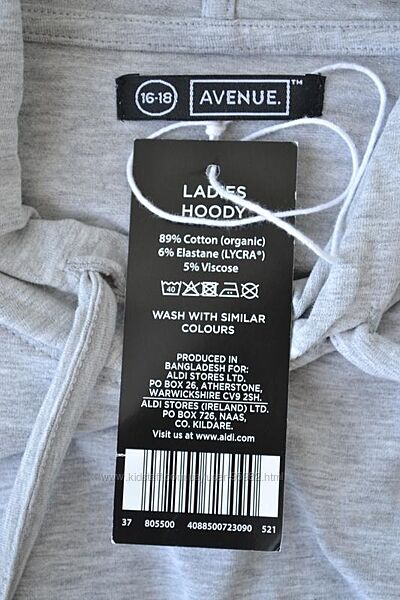 16-18 AVENUE.™
LADIES
HOODY
89% Cotton (organic)
6% Elastane (LYCRA®)
5% Viscose
40
WASH WITH SIMILAR
COLOURS
PRODUCED IN
BANGLADESH FOR:
ALDI STORES LTD.
PO BOX 26, ATHERSTONE,
WARWICKSHIRE CV9 2SH.
ALDI STORES (IRELAND) LTD.
PO BOX 726, NAAS,
CO. KILDARE.
Visit us at www.aldi.com
37 805500 4088500723090 521